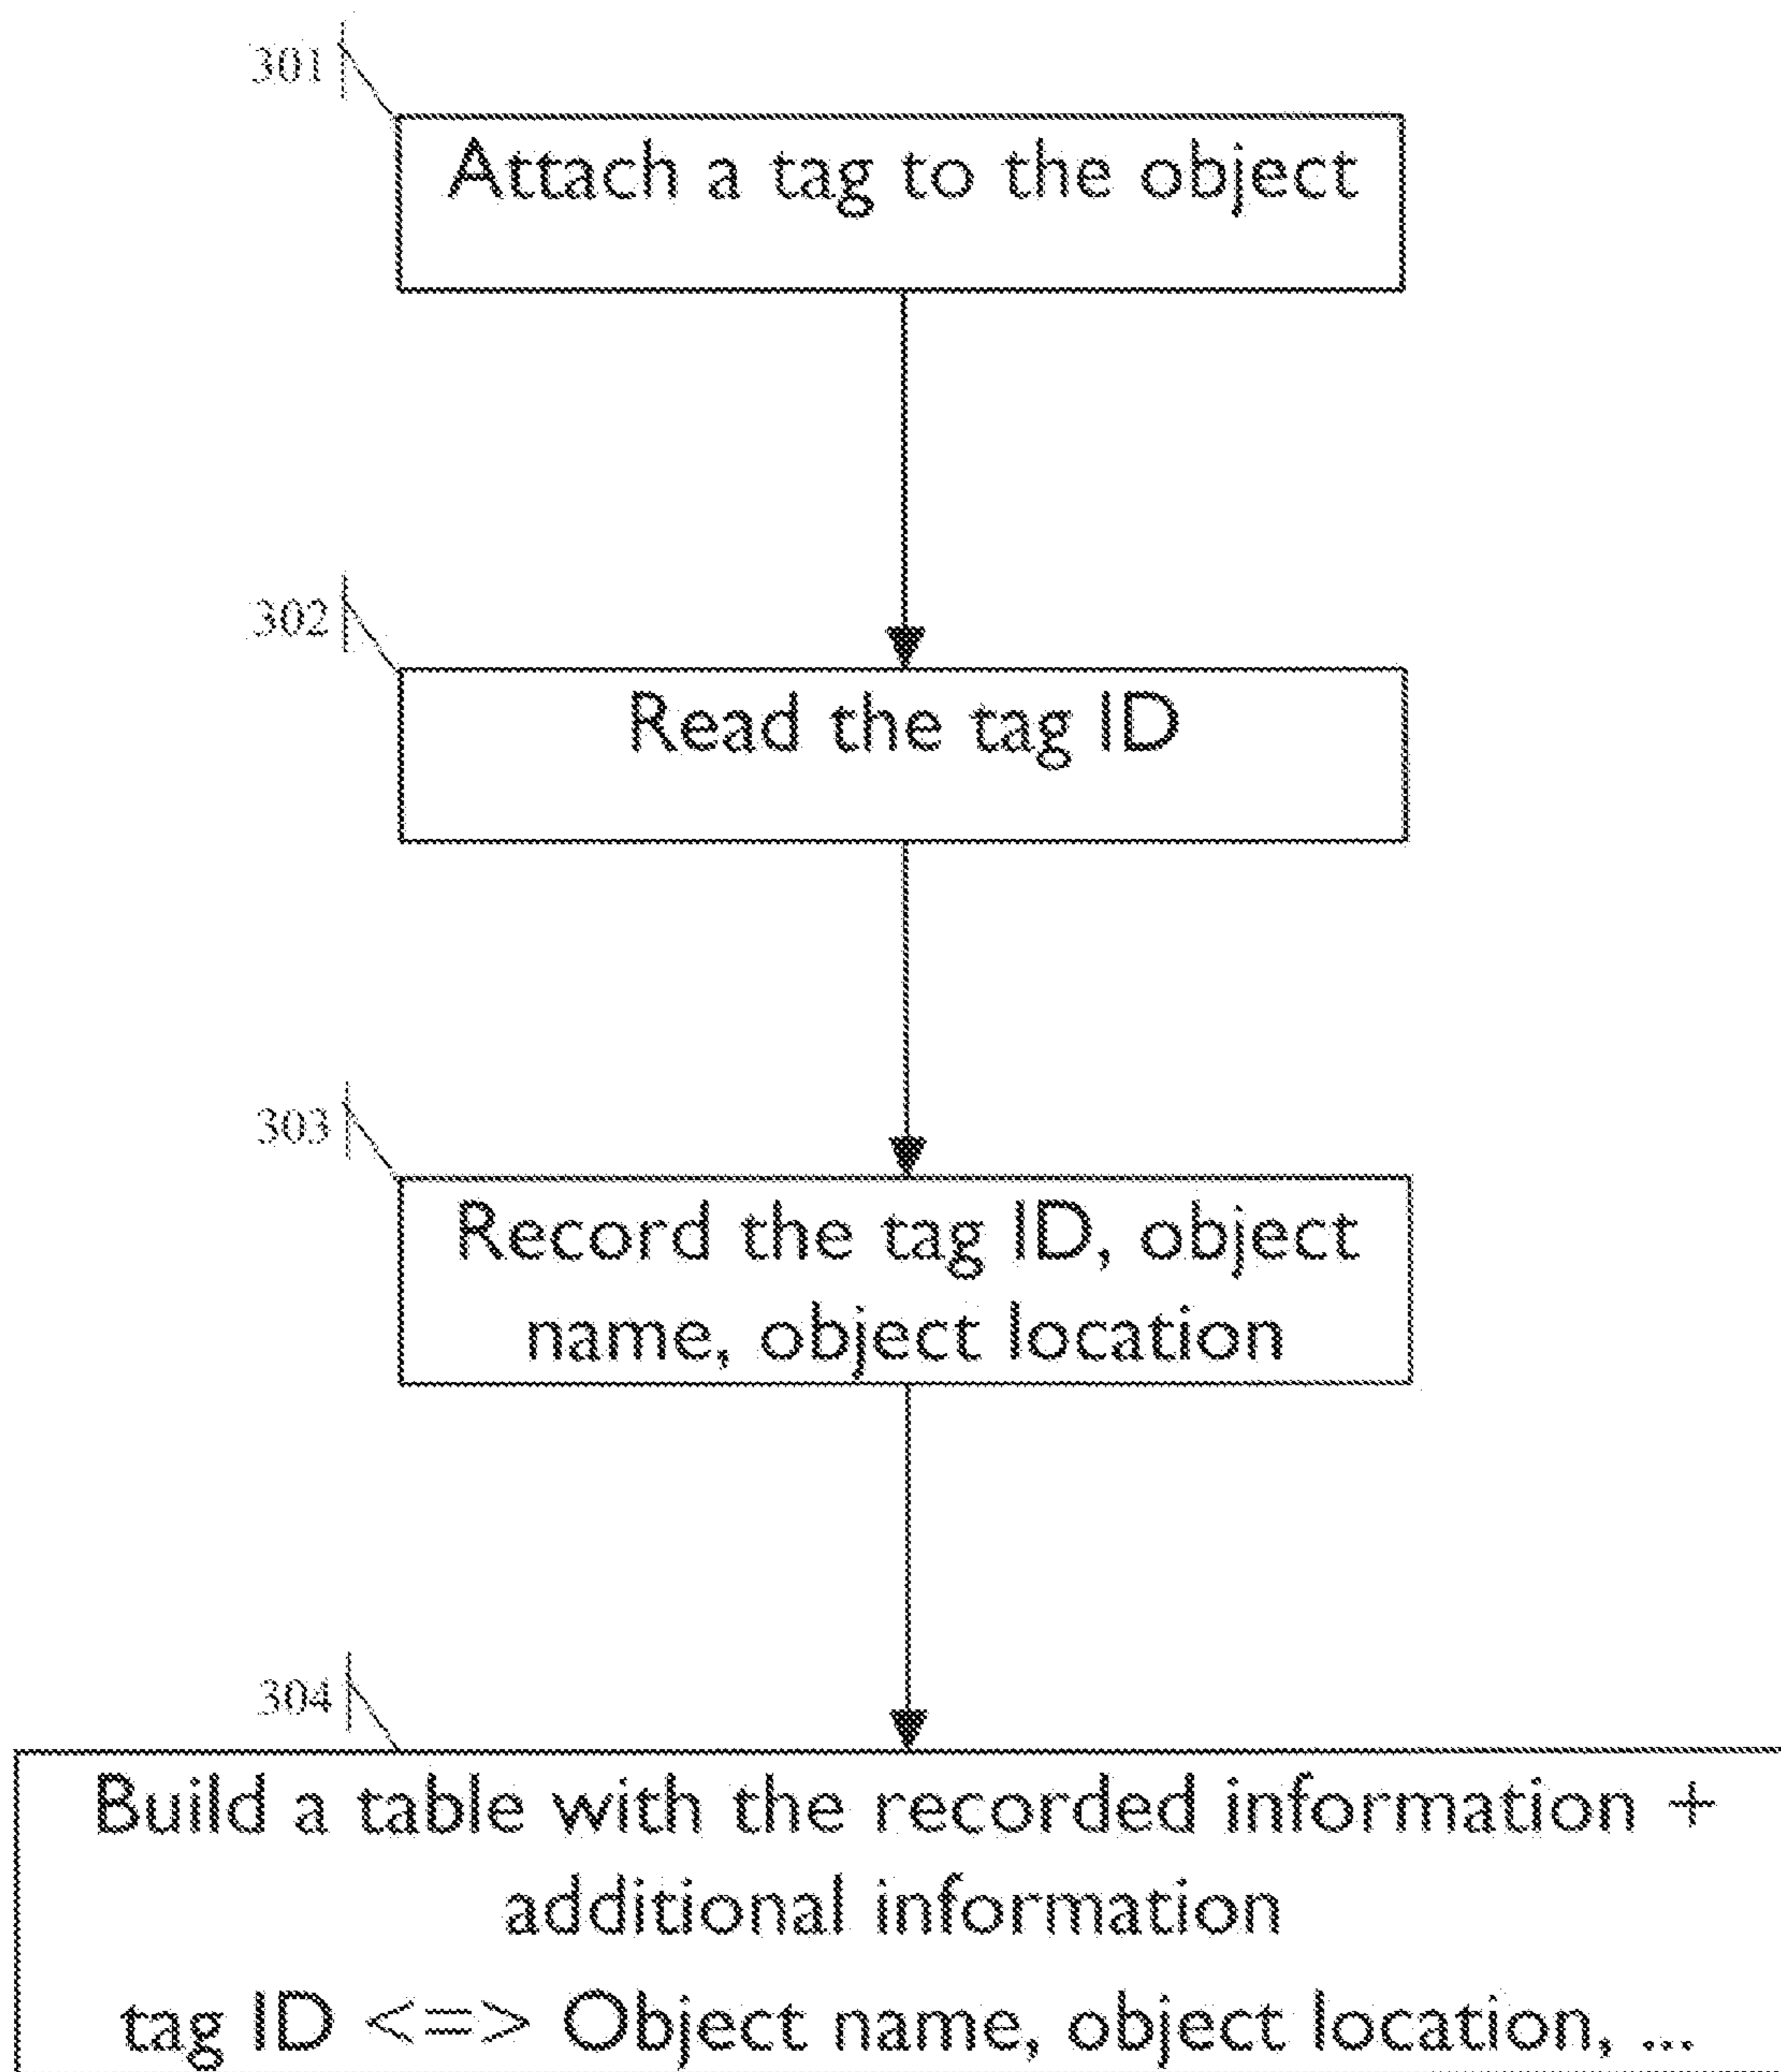 301
Attach a tag to the object
302
Read the tag ID
303
Record the tag ID, object
name, object location
304
Build a table with the recorded information +
additional information
tag ID <=> Object name, object location, ...